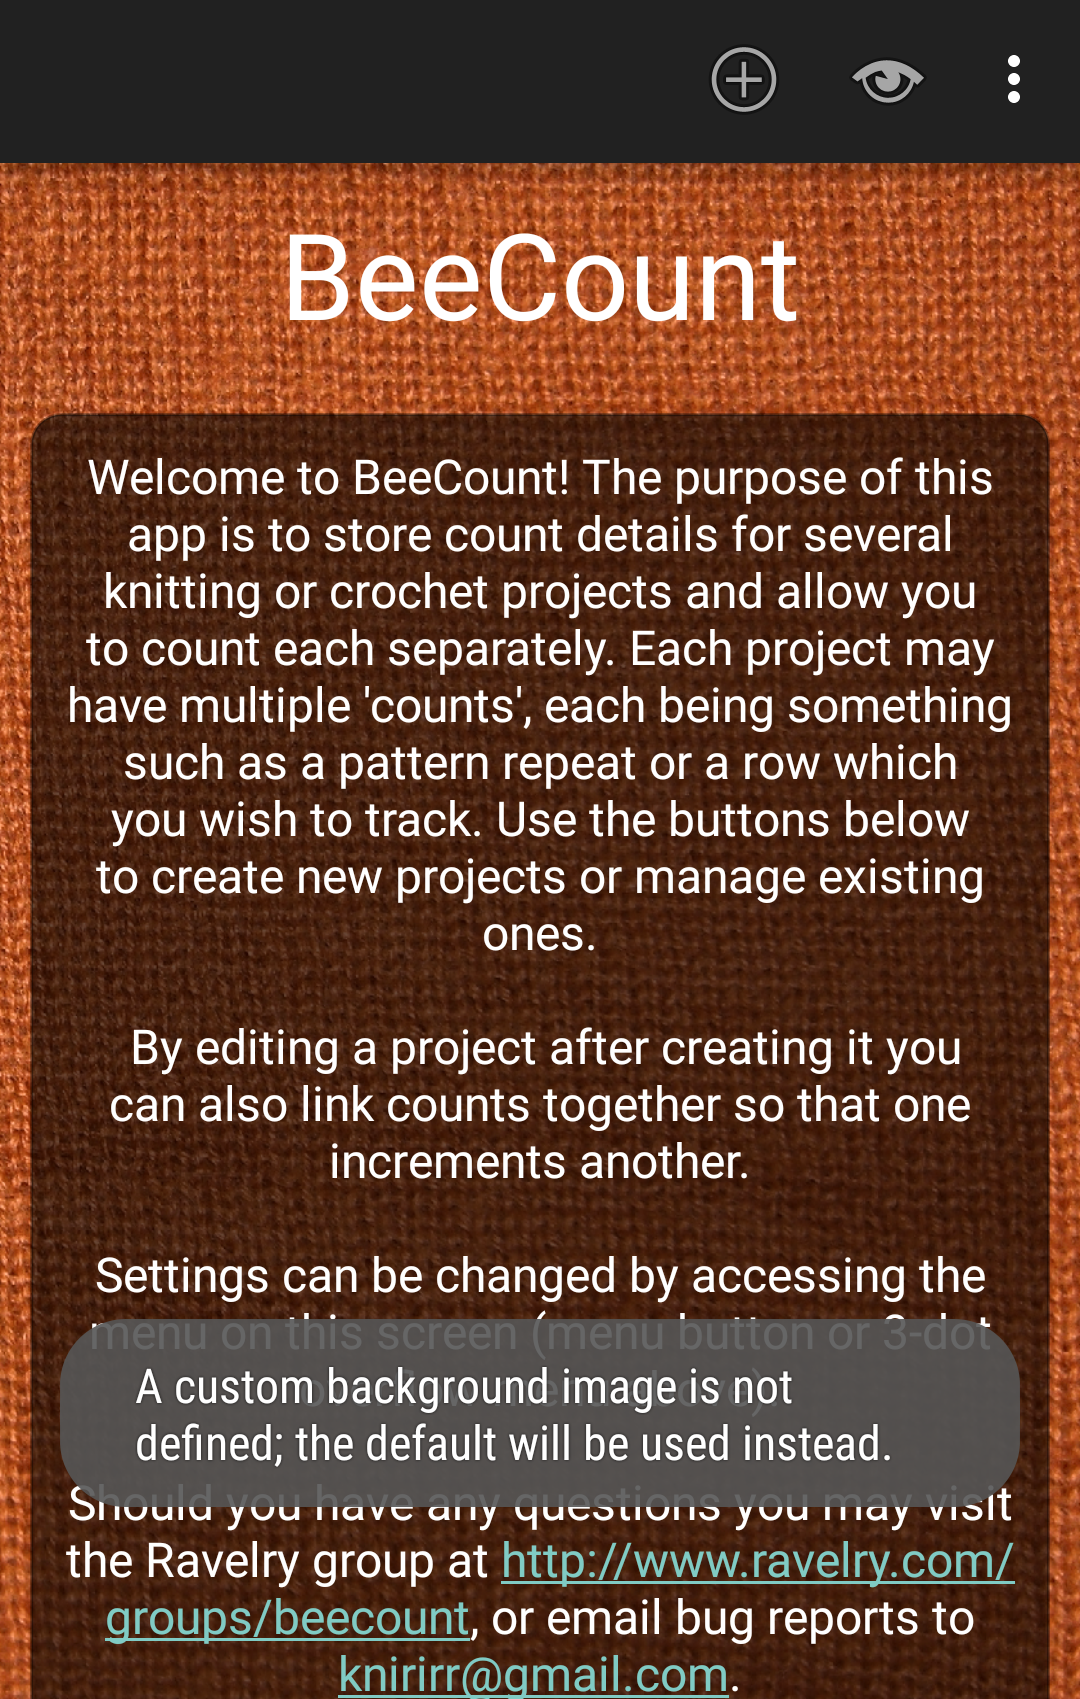 BeeCount
Welcome to BeeCount! The purpose of this
app is to store count details for several
knitting or crochet projects and allow you
to count each separately. Each project may
have multiple 'counts', each being something
such as a pattern repeat or a row which
you wish to track. Use the buttons below
to create new projects or manage existing
ones.
By editing a project after creating it you
can also link counts together so that one
increments another.
Settings can be changed by accessing the
menu on this screen (menu button or 3-dot
A custom background image is not
defined; the default will be used instead.
Should you have any questions you may visit
the Ravelry group at http://www.ravelry.com/
groups/beecount, or email bug reports to
knirirr@gmail.com.